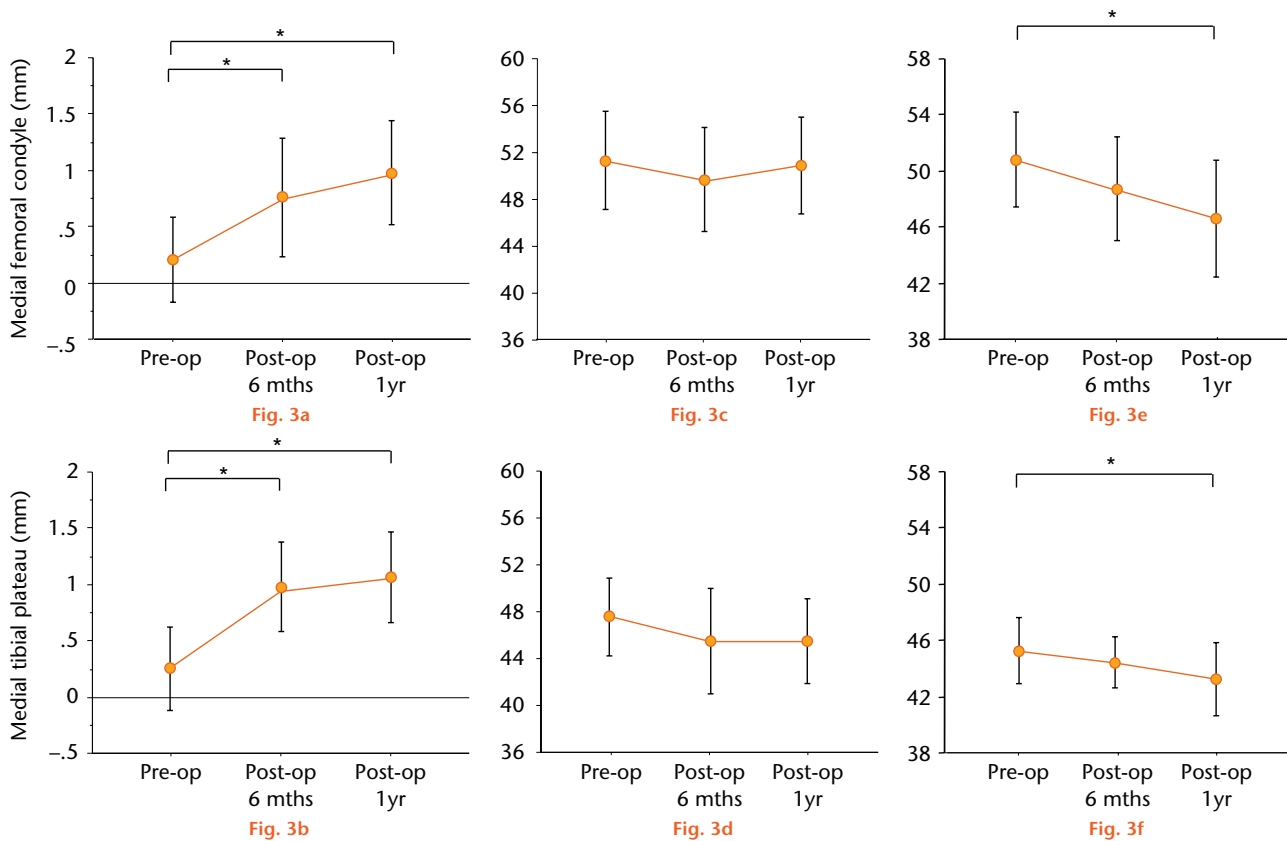 Medial femoral condyle (mm)
2
1.5
1
.5
0
–.5
*
*
Pre-op
Post-op
6 mths
Post-op
1yr
Fig. 3a
60
56
52
48
44
40
36
Pre-op
Post-op
6 mths
Post-op
1yr
Fig. 3c
58
54
50
46
42
38
*
Pre-op
Post-op
6 mths
Post-op
1yr
Fig. 3e
Medial tibial plateau (mm)
2
1.5
1
.5
0
–.5
*
*
Pre-op
Post-op
6 mths
Post-op
1yr
Fig. 3b
60
56
52
48
44
40
36
Pre-op
Post-op
6 mths
Post-op
1yr
Fig. 3d
58
54
50
46
42
38
*
Pre-op
Post-op
6 mths
Post-op
1yr
Fig. 3f